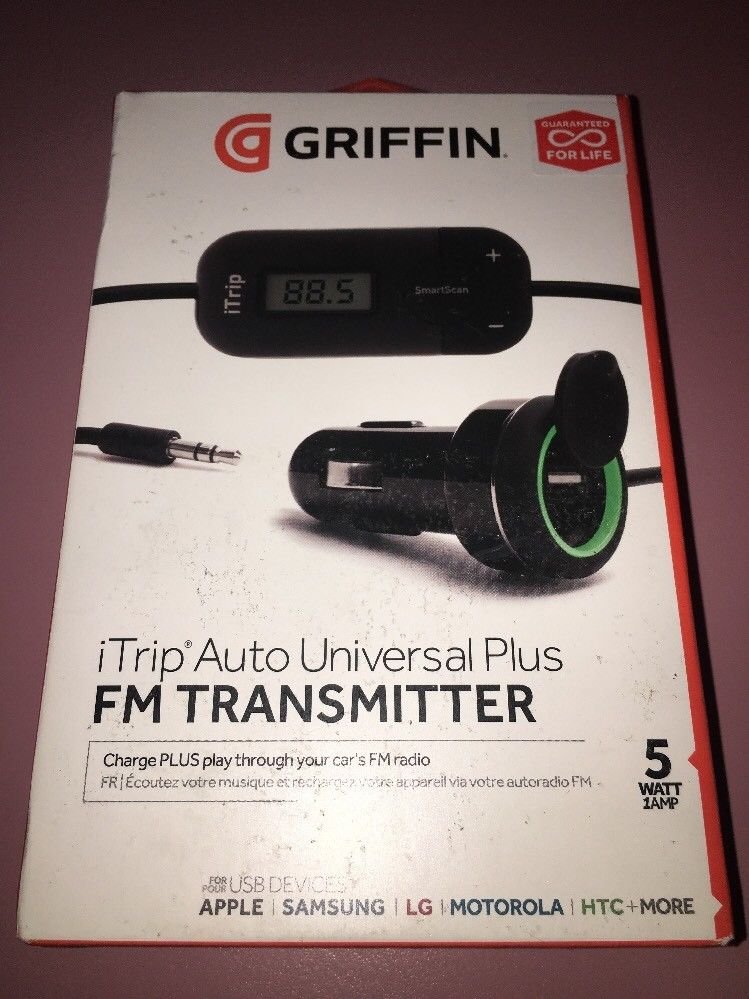 GRIFFIN.
GUARANTEED
FOR LIFE
iTrip
88.5
SmartScan
+
−
iTrip® Auto Universal Plus
FM TRANSMITTER
Charge PLUS play through your car's FM radio
FR | Écoutez votre musique et rechargez votre appareil via votre autoradio FM
5
WATT
1AMP
FOR
POUR
USB DEVICES
APPLE | SAMSUNG | LG | MOTOROLA | HTC + MORE